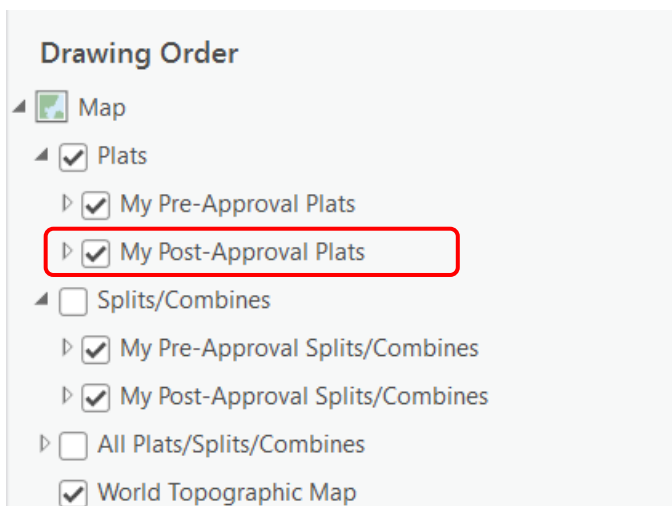 Drawing Order
Map
Plats
My Pre-Approval Plats
My Post-Approval Plats
Splits/Combines
My Pre-Approval Splits/Combines
My Post-Approval Splits/Combines
All Plats/Splits/Combines
World Topographic Map